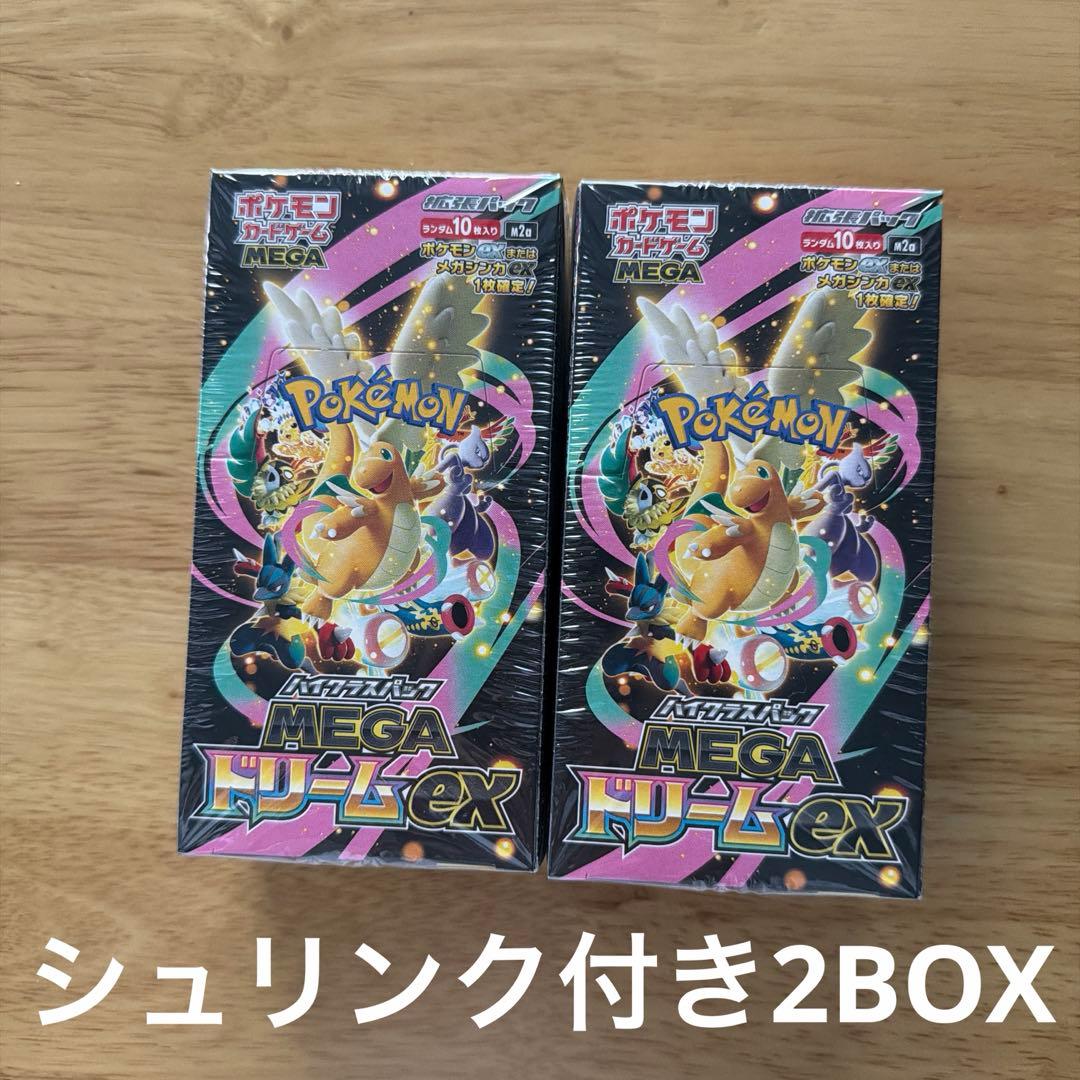 ポケモン
カードゲーム
MEGA
拡張パック
ランダム10枚入り M2a
ポケモンexまたは
メガシンカex
1枚確定!
POKÉMON
ハイクラスパック
MEGA
ドリームex
ポケモン
カードゲーム
MEGA
拡張パック
ランダム10枚入り M2a
ポケモンexまたは
メガシンカex
1枚確定!
POKÉMON
ハイクラスパック
MEGA
ドリームex
シュリンク付き2BOX